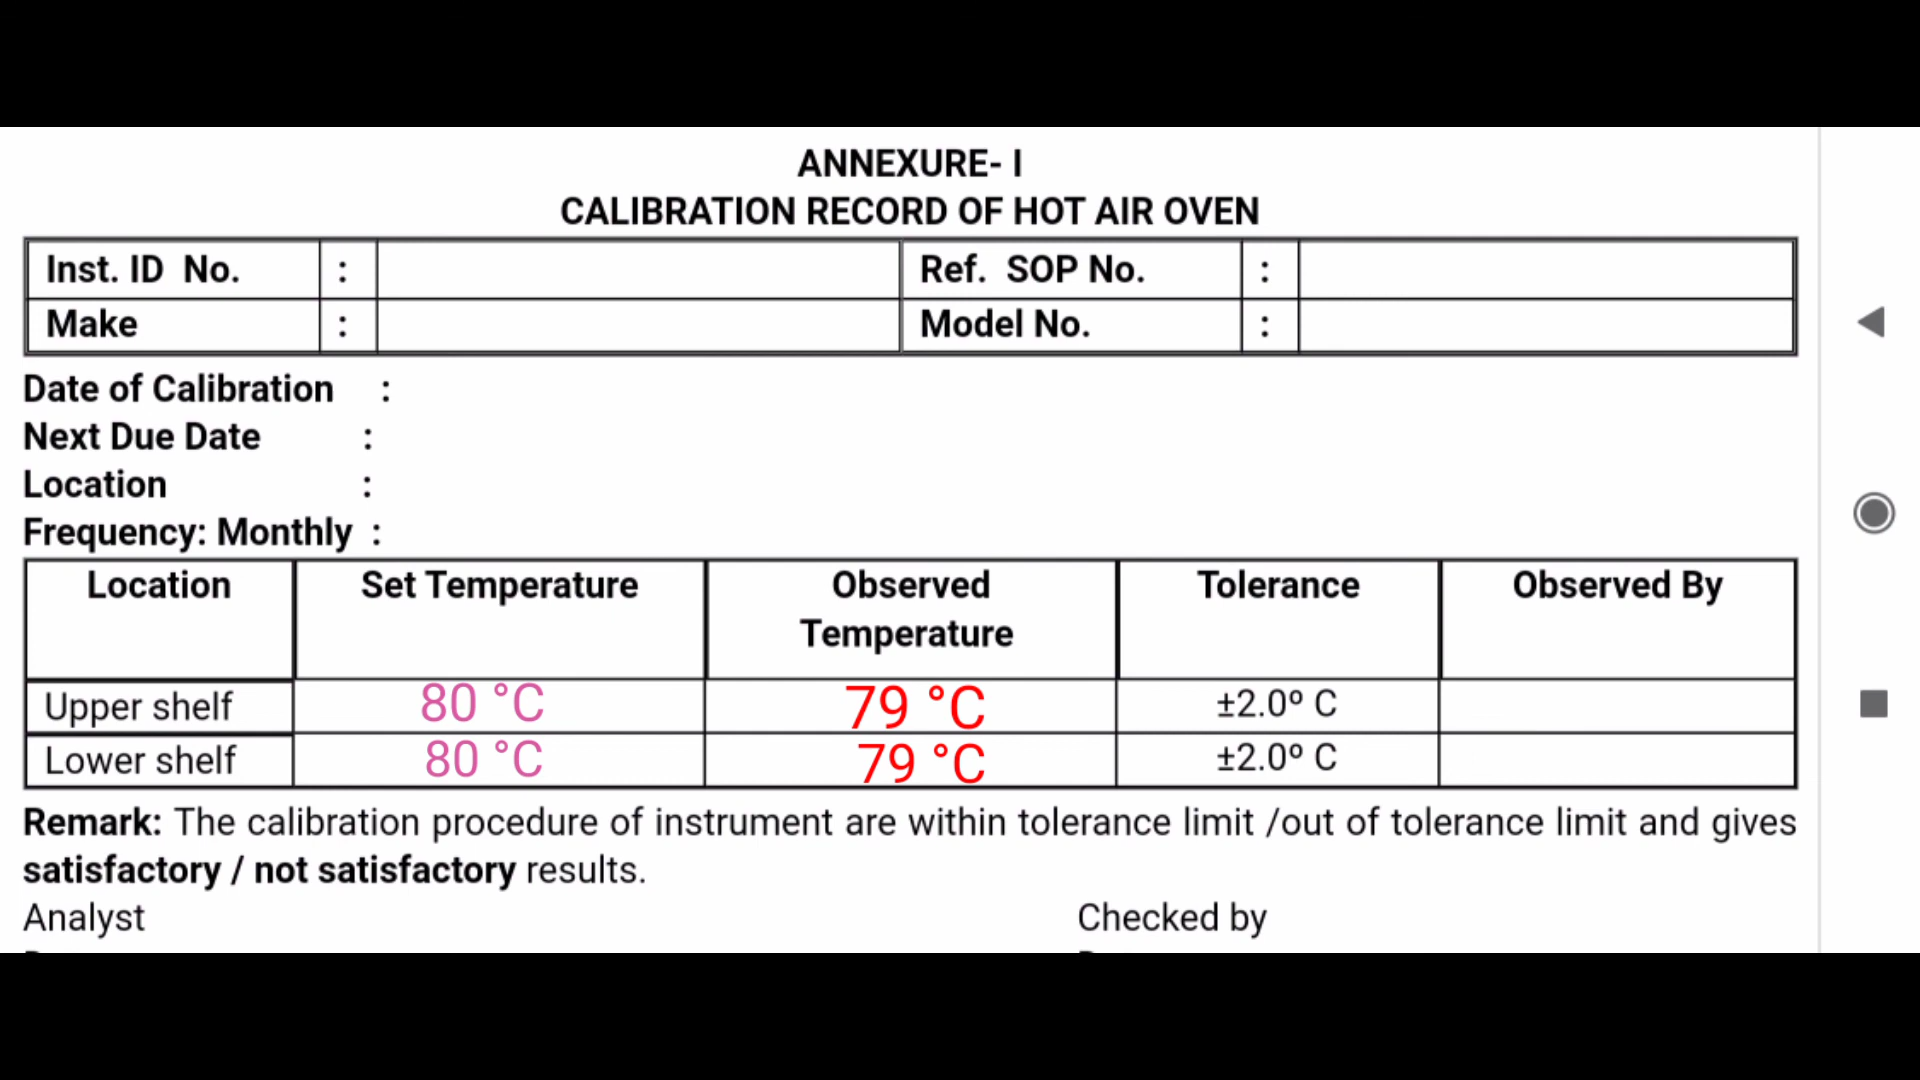 ANNEXURE- I
CALIBRATION RECORD OF HOT AIR OVEN
Inst. ID No. : Ref. SOP No. :
Make : Model No. :
Date of Calibration :
Next Due Date :
Location :
Frequency: Monthly :
Location Set Temperature Observed Temperature Tolerance Observed By
Upper shelf 80 °C 79 °C ±2.0º C
Lower shelf 80 °C 79 °C ±2.0º C
Remark: The calibration procedure of instrument are within tolerance limit /out of tolerance limit and gives
satisfactory / not satisfactory results.
Analyst Checked by